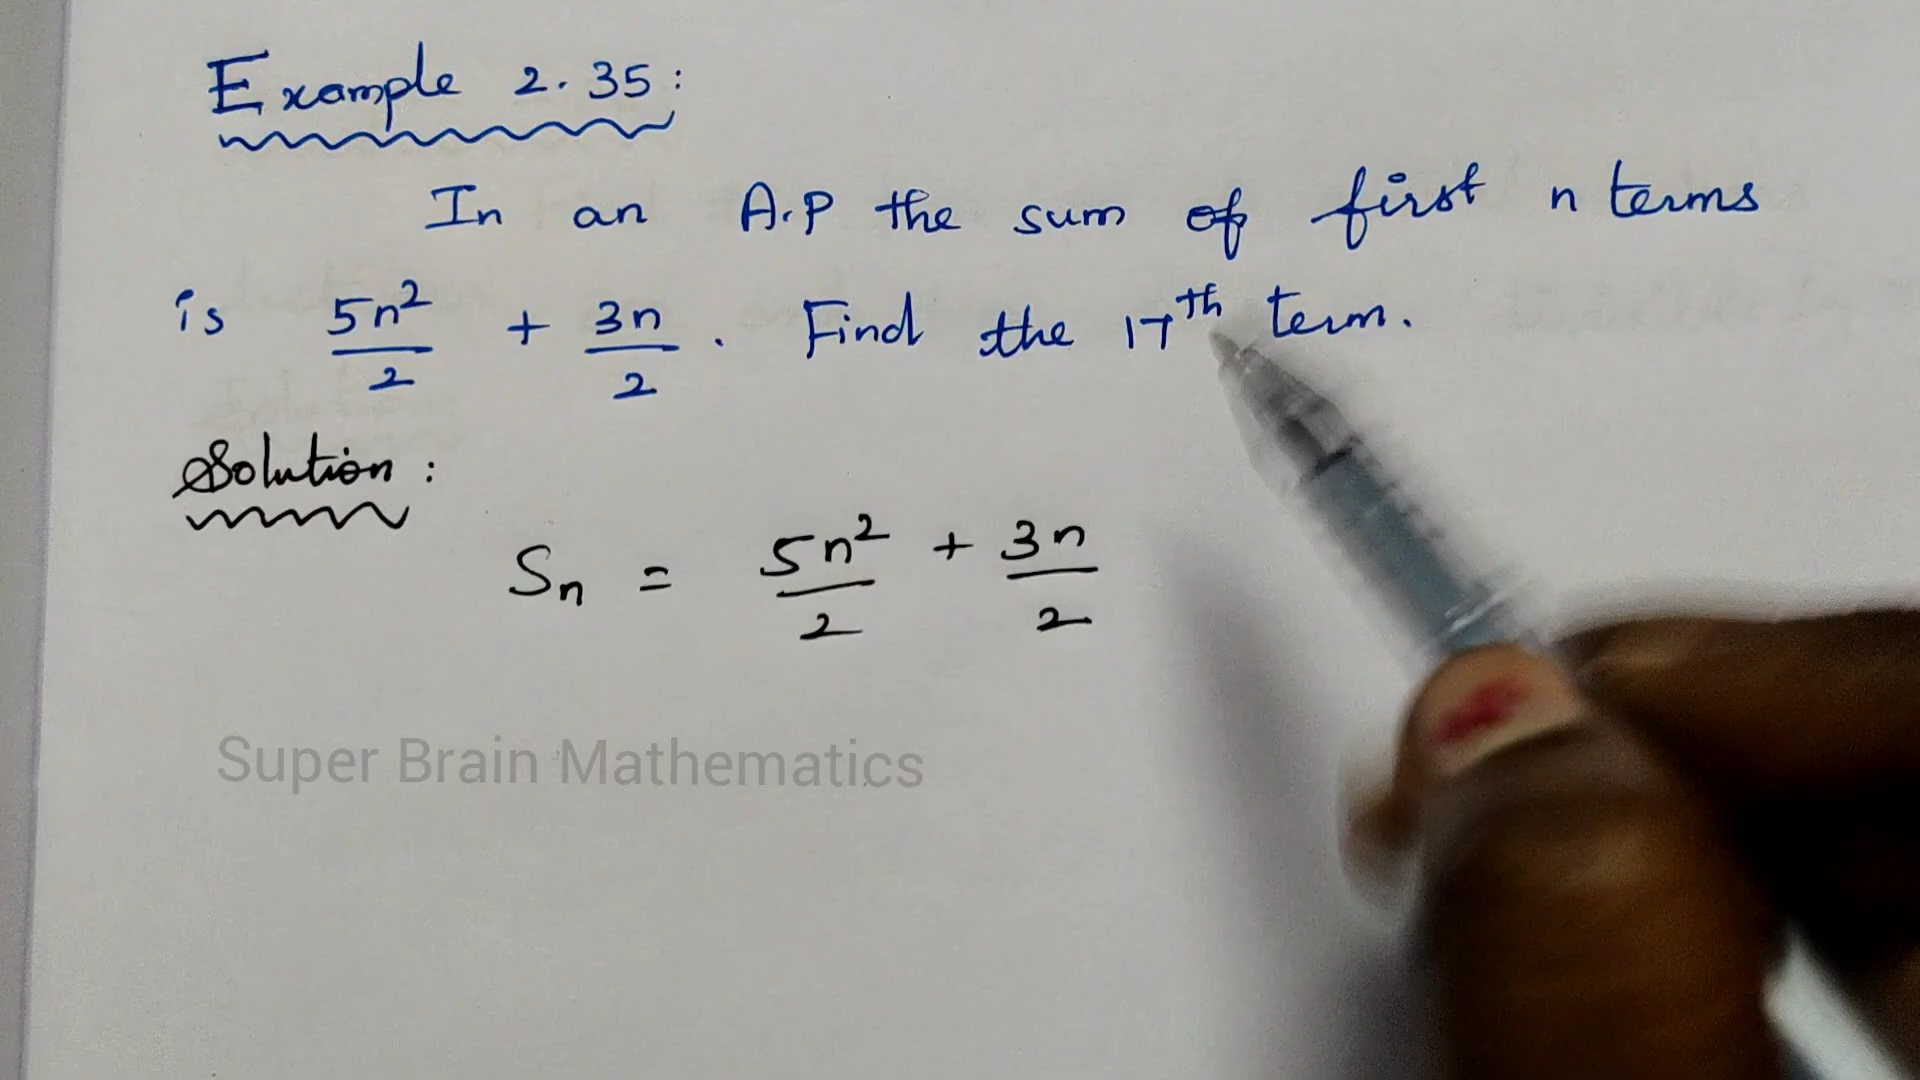 Example 2.35:
In an A.P the sum of first n terms
is 5n²/2 + 3n/2 . Find the 17th term.
Solution :
Sn = 5n²/2 + 3n/2
Super Brain Mathematics